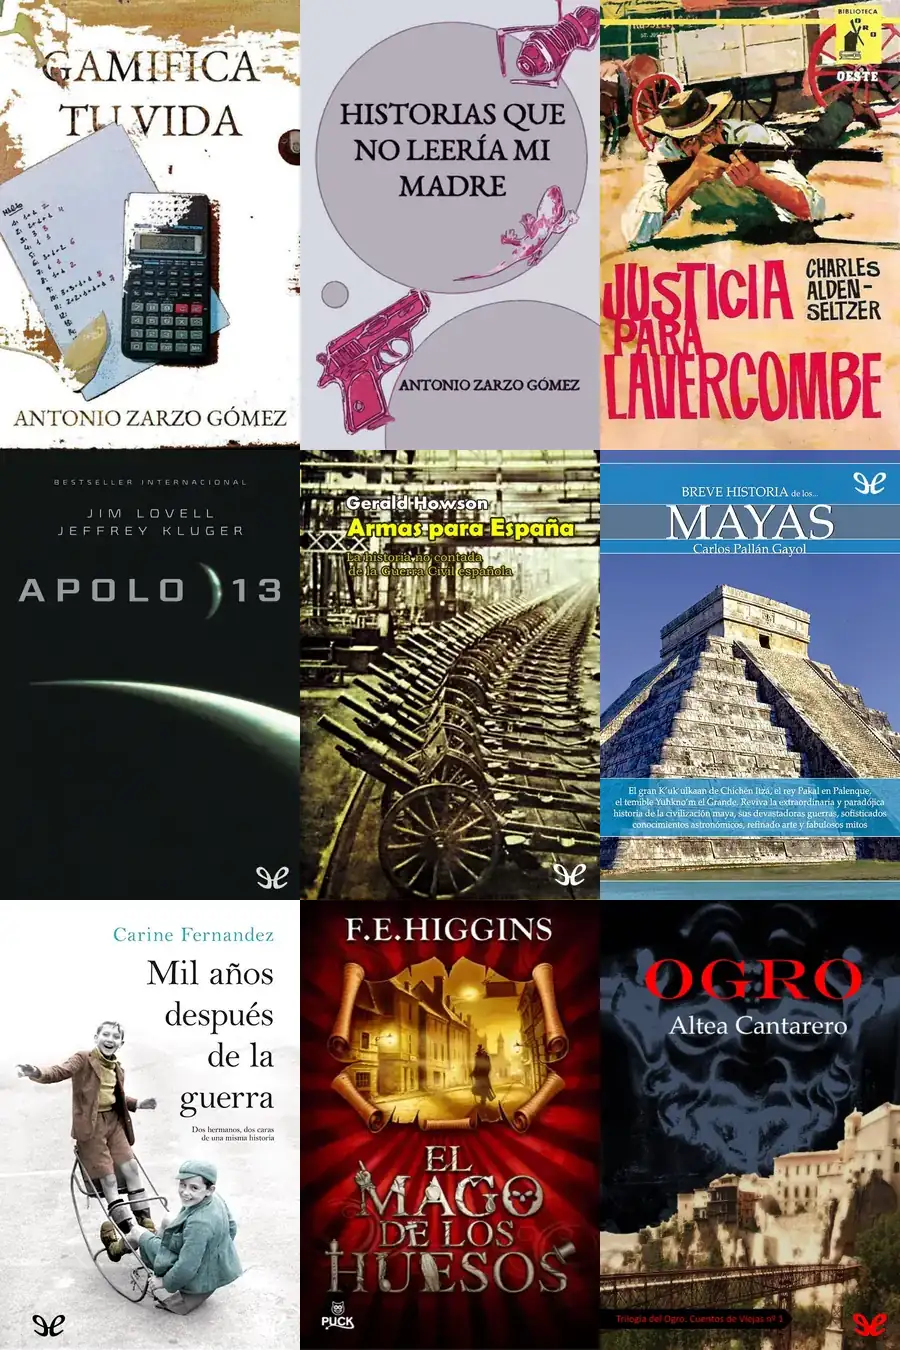 GAMIFICA
TU VIDA
ANTONIO ZARZO GÓMEZ
HISTORIAS QUE
NO LEERÍA MI
MADRE
ANTONIO ZARZO GÓMEZ
BIBLIOTECA
ORO
OESTE
JUSTICIA
PARA
LAVERCOMBE
CHARLES
ALDEN-
SELTZER
BESTSELLER INTERNACIONAL
JIM LOVELL
JEFFREY KLUGER
APOLO 13
Gerald Howson
Armas para España
La historia no contada
de la Guerra Civil española
BREVE HISTORIA de los...
MAYAS
Carlos Pallán Gayol
El gran K'uk'ulkaan de Chichén Itzá, el rey Pakal en Palenque,
el temible Yuhkno'm el Grande. Reviva la extraordinaria y paradójica
historia de la civilización maya, sus devastadoras guerras, sofisticados
conocimientos astronómicos, refinado arte y fabulosos mitos
Carine Fernandez
Mil años
después
de la
guerra
Dos hermanos, dos caras
de una misma historia
F.E.HIGGINS
EL
MAGO
DE LOS
HUESOS
PUCK
OGRO
Altea Cantarero
Trilogía del Ogro. Cuentos de Viejas nº 1